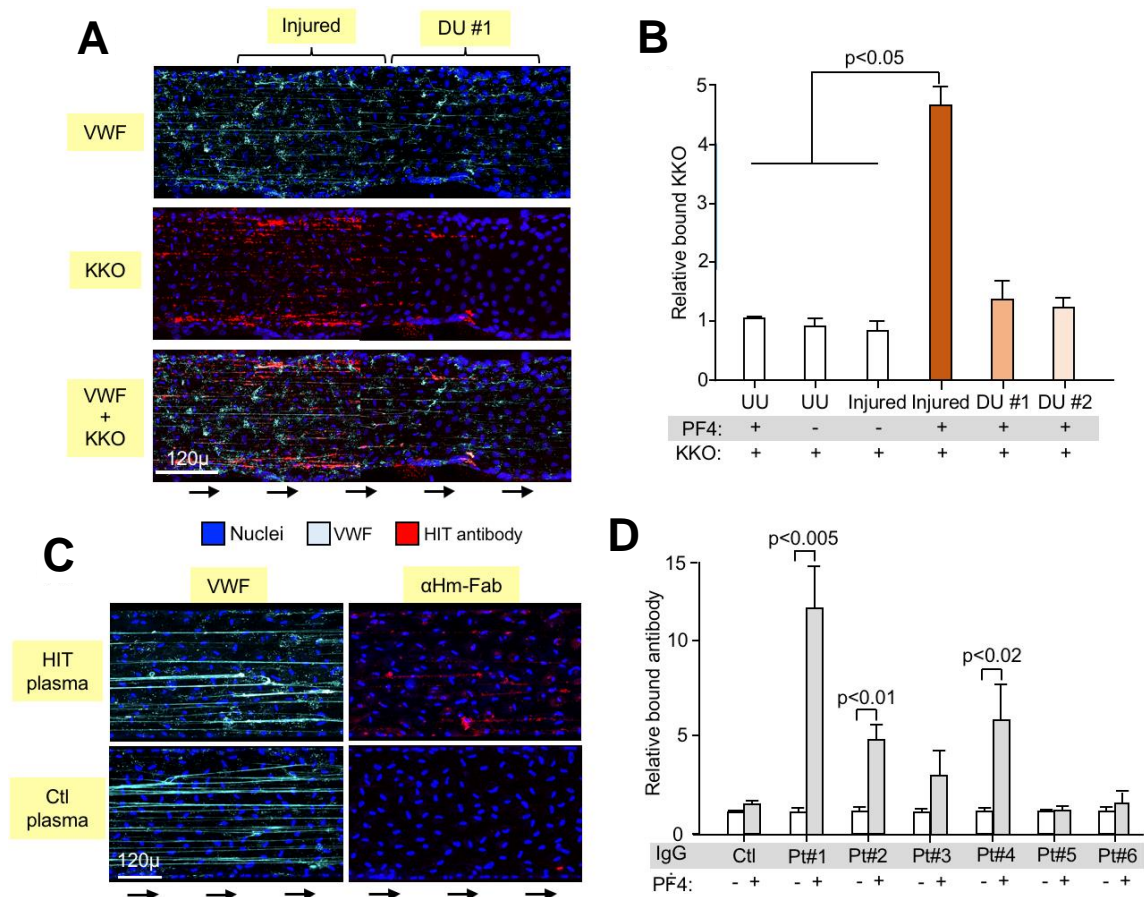 A
Injured DU #1
VWF
KKO
VWF
+
KKO
120µ
B
p<0.05
Relative bound KKO
5
4
3
2
1
0
UU UU Injured Injured DU #1 DU #2
PF4: + - - + + +
KKO: + + + + + +
Nuclei VWF HIT antibody
C
VWF αHm-Fab
HIT
plasma
Ctl
plasma
120µ
D
p<0.005
p<0.01
p<0.02
Relative bound antibody
15
10
5
0
IgG Ctl Pt#1 Pt#2 Pt#3 Pt#4 Pt#5 Pt#6
PF4: - + - + - + - + - + - + - +